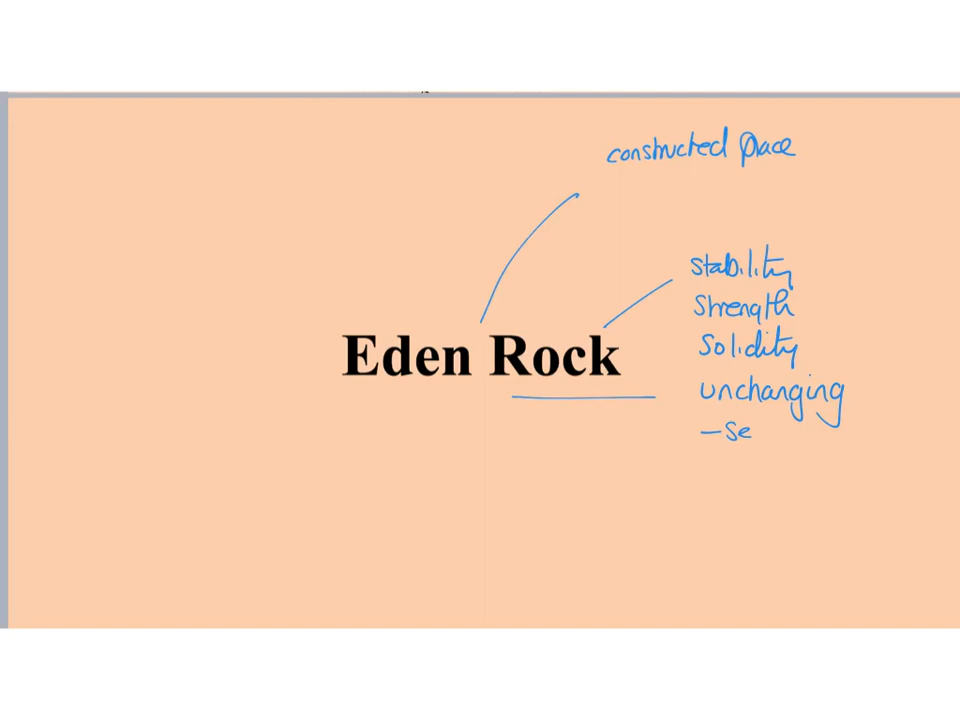 constructed place
stability
strength
solidity
Eden Rock
unchanging
– Se